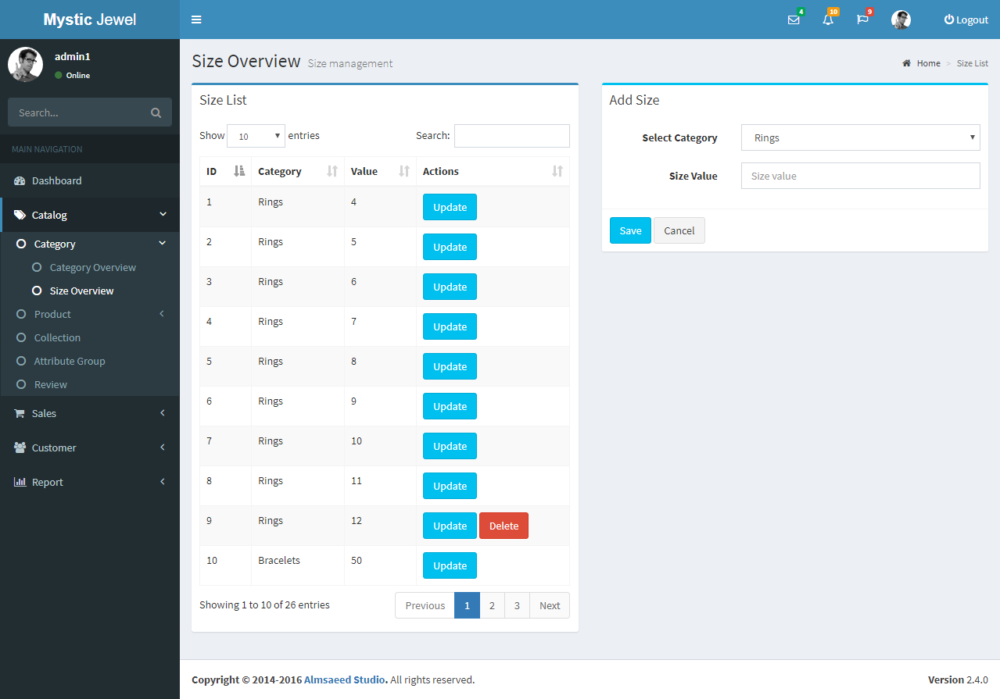 Mystic Jewel
4
10
9
Logout
admin1
Online
Search...
MAIN NAVIGATION
Dashboard
Catalog
Category
Category Overview
Size Overview
Product
Collection
Attribute Group
Review
Sales
Customer
Report
Size Overview Size management
Home > Size List
Size List
Show 10 entries
Search:
ID Category Value Actions
1 Rings 4 Update
2 Rings 5 Update
3 Rings 6 Update
4 Rings 7 Update
5 Rings 8 Update
6 Rings 9 Update
7 Rings 10 Update
8 Rings 11 Update
9 Rings 12 Update Delete
10 Bracelets 50 Update
Showing 1 to 10 of 26 entries
Previous 1 2 3 Next
Add Size
Select Category Rings
Size Value Size value
Save Cancel
Copyright © 2014-2016 Almsaeed Studio. All rights reserved.
Version 2.4.0